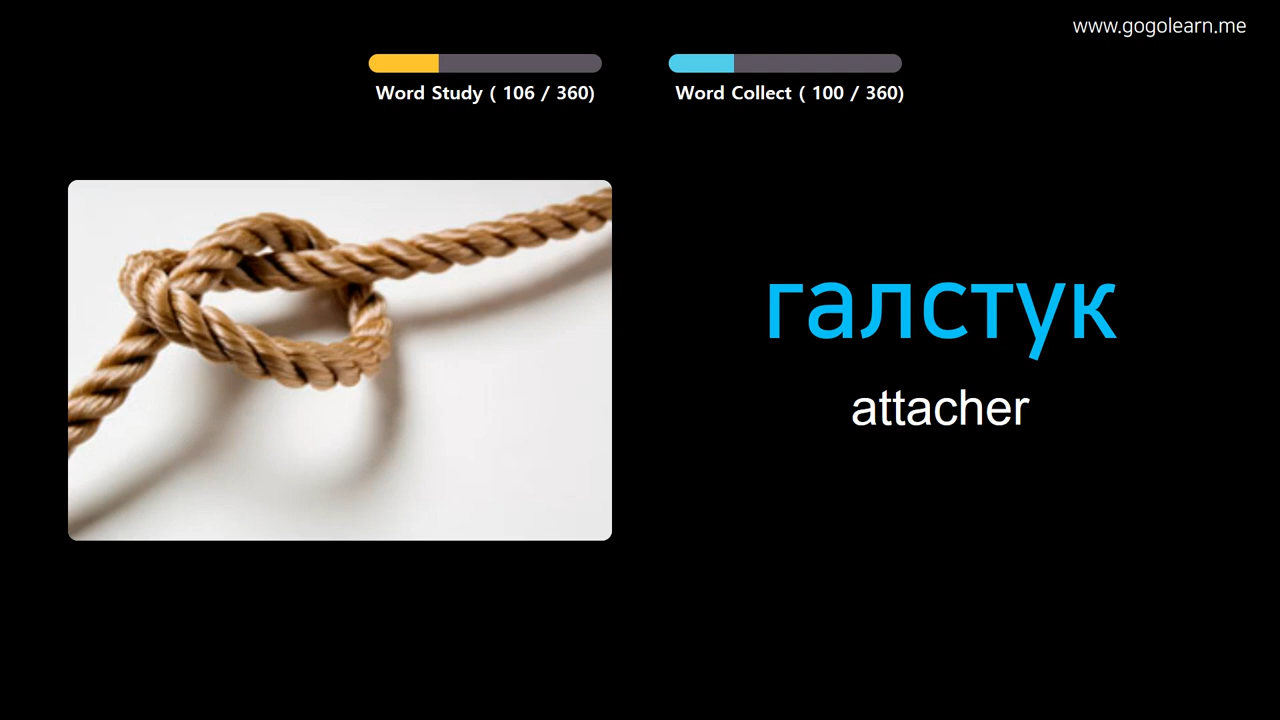 www.gogolearn.me
Word Study ( 106 / 360)
Word Collect ( 100 / 360)
галстук
attacher